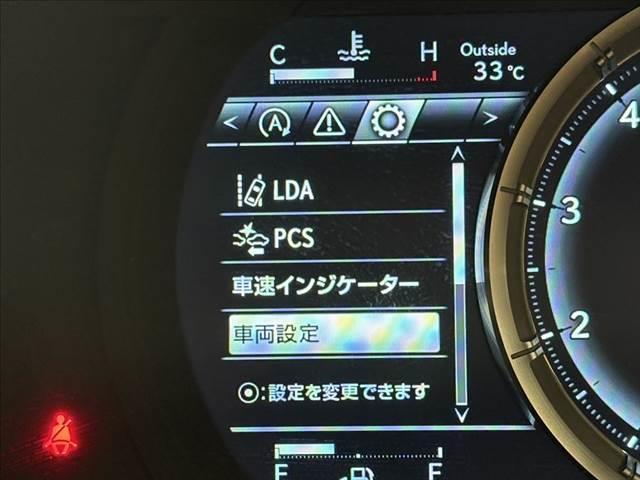 C H
Outside
33℃
< A >
4
LDA
3
PCS
車速インジケーター
2
車両設定
⦿:設定を変更できます
E F